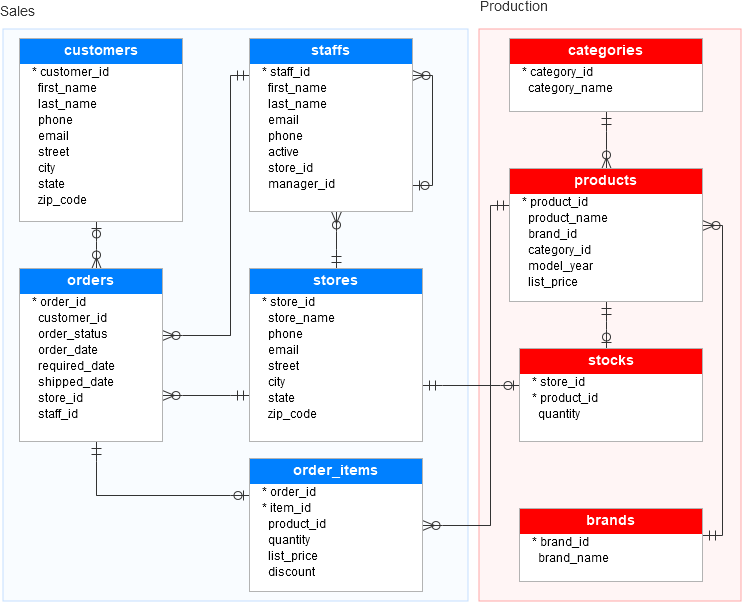 Sales
Production
customers
* customer_id
first_name
last_name
phone
email
street
city
state
zip_code
staffs
* staff_id
first_name
last_name
email
phone
active
store_id
manager_id
categories
* category_id
category_name
products
* product_id
product_name
brand_id
category_id
model_year
list_price
orders
* order_id
customer_id
order_status
order_date
required_date
shipped_date
store_id
staff_id
stores
* store_id
store_name
phone
email
street
city
state
zip_code
stocks
* store_id
* product_id
quantity
order_items
* order_id
* item_id
product_id
quantity
list_price
discount
brands
* brand_id
brand_name